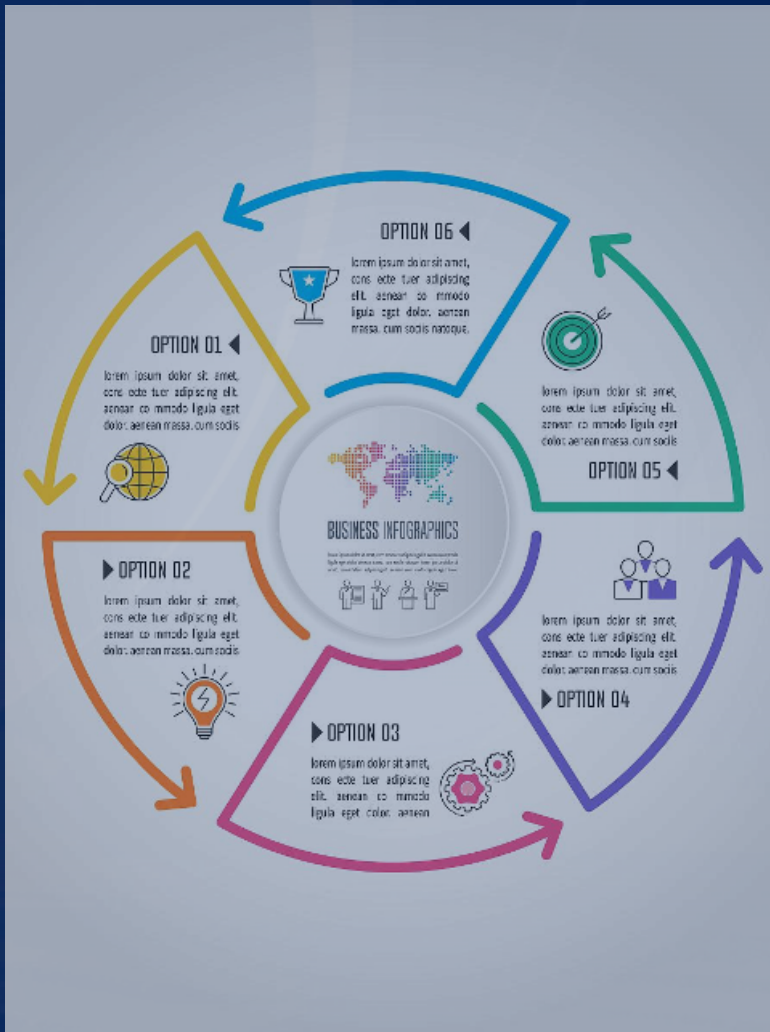 OPTION 06
lorem ipsum dolor sit amet,
cons ecte tuer adipiscing
elit. aenean co mmodo
ligula eget dolor. aenean
massa. cum sociis natoque.
OPTION 01
lorem ipsum dolor sit amet,
cons ecte tuer adipiscing elit.
aenean co mmodo ligula eget
dolor. aenean massa. cum sociis
OPTION 02
lorem ipsum dolor sit amet,
cons ecte tuer adipiscing elit.
aenean co mmodo ligula eget
dolor. aenean massa. cum sociis
OPTION 03
lorem ipsum dolor sit amet,
cons ecte tuer adipiscing
elit. aenean co mmodo
ligula eget dolor. aenean
lorem ipsum dolor sit amet,
cons ecte tuer adipiscing elit.
aenean co mmodo ligula eget
dolor. aenean massa. cum sociis
OPTION 04
lorem ipsum dolor sit amet,
cons ecte tuer adipiscing elit.
aenean co mmodo ligula eget
dolor. aenean massa. cum sociis
OPTION 05
BUSINESS INFOGRAPHICS